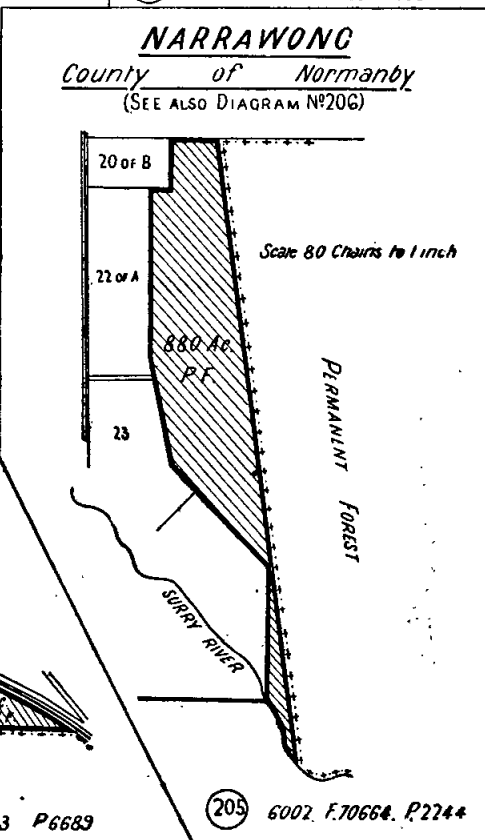 NARRAWONG
County of Normanby
(SEE ALSO DIAGRAM Nº206)
20 OF B
Scale 80 Chains to 1 inch
22 OF A
880 Ac.
P.F.
23
PERMANENT FOREST
SURRY RIVER
3 P6689
205
6002. F.70664. P.2244